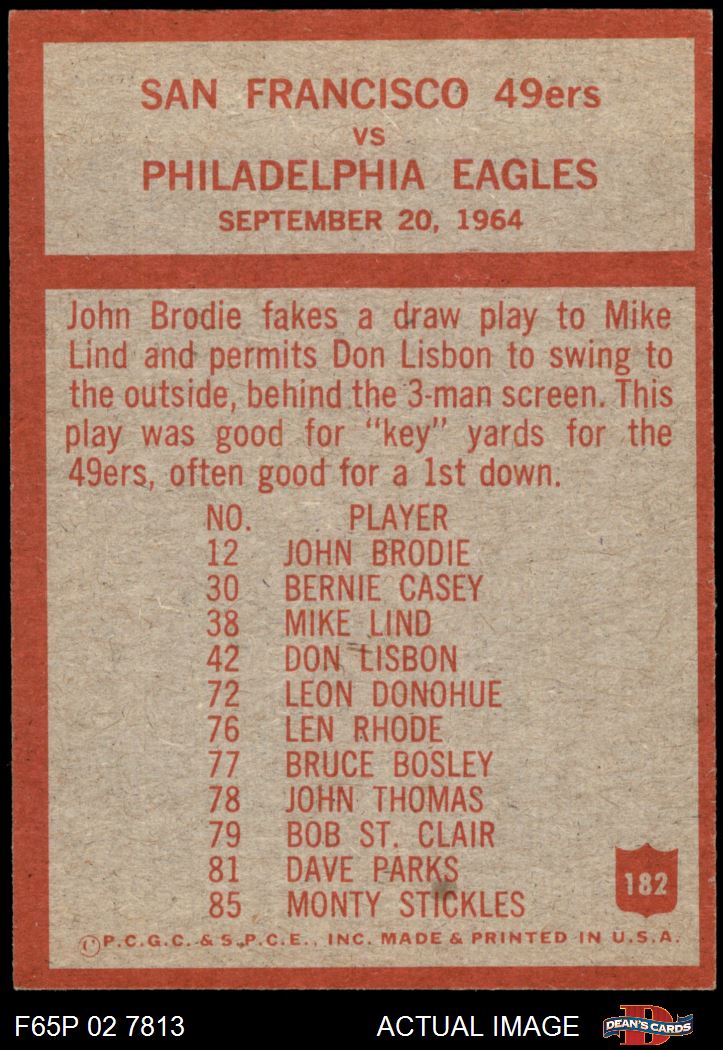 SAN FRANCISCO 49ers
VS
PHILADELPHIA EAGLES
SEPTEMBER 20, 1964
John Brodie fakes a draw play to Mike
Lind and permits Don Lisbon to swing to
the outside, behind the 3-man screen. This
play was good for “key” yards for the
49ers, often good for a 1st down.
NO. PLAYER
12 JOHN BRODIE
30 BERNIE CASEY
38 MIKE LIND
42 DON LISBON
72 LEON DONOHUE
76 LEN RHODE
77 BRUCE BOSLEY
78 JOHN THOMAS
79 BOB ST. CLAIR
81 DAVE PARKS
85 MONTY STICKLES
182
©P.C.G.C. & S.P.C.E., INC. MADE & PRINTED IN U.S.A.
F65P 02 7813 ACTUAL IMAGE DEAN'S CARDS